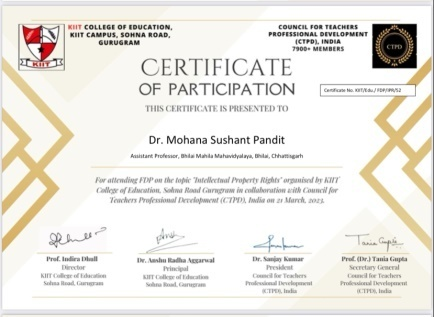 KIIT COLLEGE OF EDUCATION,
KIIT CAMPUS, SOHNA ROAD,
GURUGRAM
KIIT
COUNCIL FOR TEACHERS
PROFESSIONAL DEVELOPMENT
(CTPD), INDIA
7900+ MEMBERS
CTPD
CERTIFICATE
OF PARTICIPATION
Certificate No. KIIT/Edu / FDP/IPR/52
THIS CERTIFICATE IS PRESENTED TO
Dr. Mohana Sushant Pandit
Assistant Professor, Bhilai Mahila Mahavidyalaya, Bhilai, Chhattisgarh
For attending FDP on the topic "Intellectual Property Rights" organised by KIIT
College of Education, Sohna Road Gurugram in collaboration with Council for
Teachers Professional Development (CTPD), India on 21 March, 2023.
Prof. Indira Dhull
Director
KIIT College of Education
Sohna Road, Gurugram
Dr. Anshu Radha Aggarwal
Principal
KIIT College of Education
Sohna Road, Gurugram
Dr. Sanjay Kumar
President
Council for Teachers
Professional Development
(CTPD), India
Tania Gupta
Prof. (Dr.) Tania Gupta
Secretary General
Council for Teachers
Professional Development
(CTPD), India